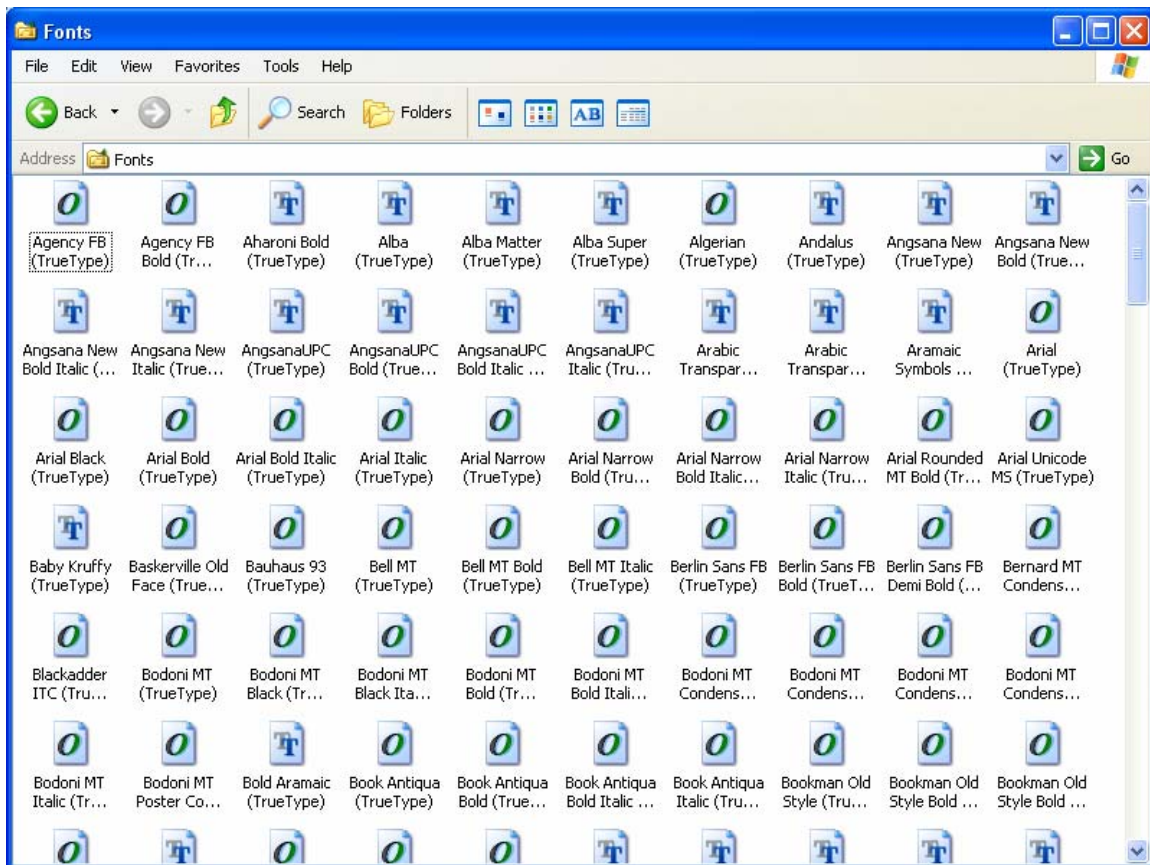 Fonts
File Edit View Favorites Tools Help
Back Search Folders AB
Address Fonts Go
Agency FB (TrueType)
Agency FB Bold (Tr...
Aharoni Bold (TrueType)
Alba (TrueType)
Alba Matter (TrueType)
Alba Super (TrueType)
Algerian (TrueType)
Andalus (TrueType)
Angsana New (TrueType)
Angsana New Bold (True...
Angsana New Bold Italic (...
Angsana New Italic (True...
AngsanaUPC (TrueType)
AngsanaUPC Bold (True...
AngsanaUPC Bold Italic ...
AngsanaUPC Italic (Tru...
Arabic Transpar...
Arabic Transpar...
Aramaic Symbols ...
Arial (TrueType)
Arial Black (TrueType)
Arial Bold (TrueType)
Arial Bold Italic (TrueType)
Arial Italic (TrueType)
Arial Narrow (TrueType)
Arial Narrow Bold (Tru...
Arial Narrow Bold Italic...
Arial Narrow Italic (Tru...
Arial Rounded MT Bold (Tr...
Arial Unicode MS (TrueType)
Baby Kruffy (TrueType)
Baskerville Old Face (True...
Bauhaus 93 (TrueType)
Bell MT (TrueType)
Bell MT Bold (TrueType)
Bell MT Italic (TrueType)
Berlin Sans FB (TrueType)
Berlin Sans FB Bold (TrueT...
Berlin Sans FB Demi Bold (...
Bernard MT Condens...
Blackadder ITC (Tru...
Bodoni MT (TrueType)
Bodoni MT Black (Tr...
Bodoni MT Black Ita...
Bodoni MT Bold (Tr...
Bodoni MT Bold Itali...
Bodoni MT Condens...
Bodoni MT Condens...
Bodoni MT Condens...
Bodoni MT Condens...
Bodoni MT Italic (Tr...
Bodoni MT Poster Co...
Bold Aramaic (TrueType)
Book Antiqua (TrueType)
Book Antiqua Bold (True...
Book Antiqua Bold Italic ...
Book Antiqua Italic (Tru...
Bookman Old Style (Tru...
Bookman Old Style Bold ...
Bookman Old Style Bold ...